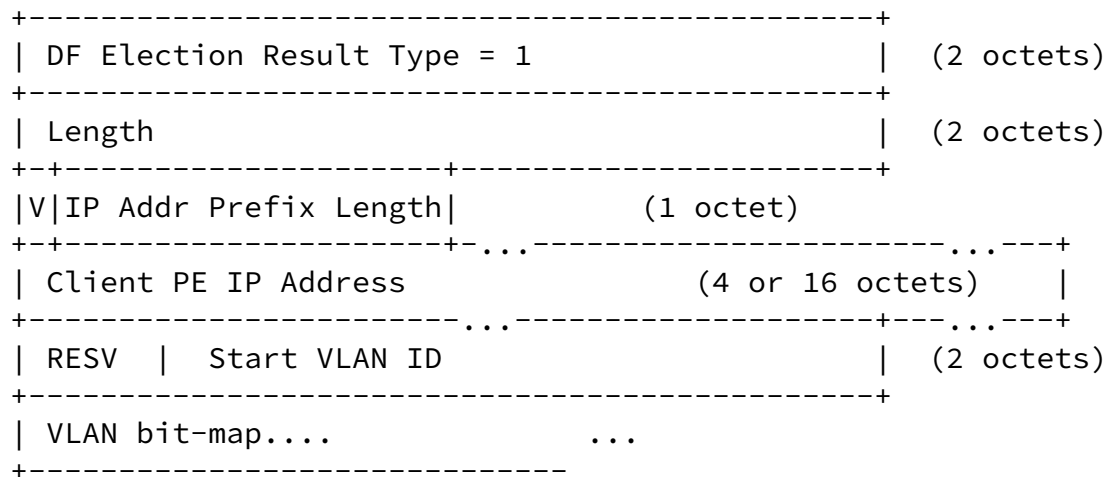 +-----------------------------------------------+
| DF Election Result Type = 1                   |  (2 octets)
+-----------------------------------------------+
| Length                                        |  (2 octets)
+-+---------------------+-----------------------+
|V|IP Addr Prefix Length|          (1 octet)
+-+---------------------+-...-----------------------...---+
| Client PE IP Address                (4 or 16 octets)    |
+------------------------...--------------------+---...---+
| RESV  |  Start VLAN ID                        |  (2 octets)
+-----------------------------------------------+
| VLAN bit-map....              ...
+------------------------------